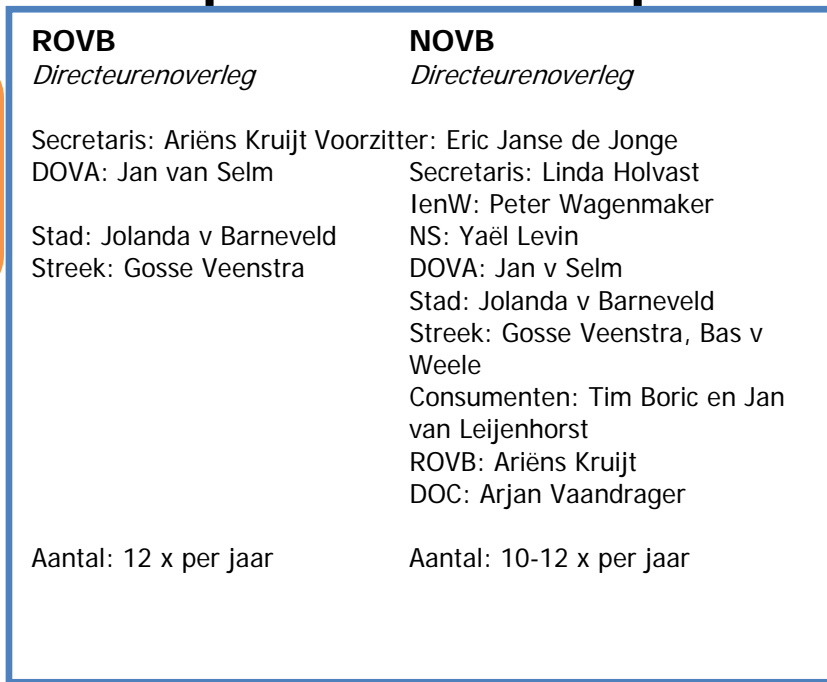 ROVB NOVB
Directeurenoverleg Directeurenoverleg
Secretaris: Ariëns Kruijt Voorzitter: Eric Janse de Jonge
DOVA: Jan van Selm Secretaris: Linda Holvast
IenW: Peter Wagenmaker
Stad: Jolanda v Barneveld NS: Yaël Levin
Streek: Gosse Veenstra DOVA: Jan v Selm
Stad: Jolanda v Barneveld
Streek: Gosse Veenstra, Bas v
Weele
Consumenten: Tim Boric en Jan
van Leijenhorst
ROVB: Ariëns Kruijt
DOC: Arjan Vaandrager
Aantal: 12 x per jaar Aantal: 10-12 x per jaar